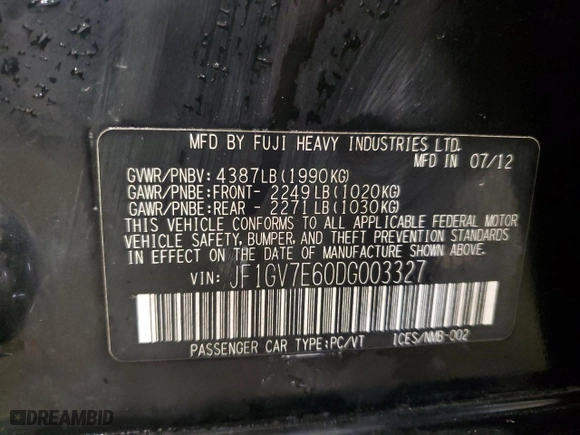 MFD BY FUJI HEAVY INDUSTRIES LTD.
MFD IN 07/12
GVWR/PNBV: 4387LB(1990KG)
GAWR/PNBE:FRONT- 2249LB(1020KG)
GAWR/PNBE:REAR - 2271LB(1030KG)
THIS VEHICLE CONFORMS TO ALL APPLICABLE FEDERAL MOTOR
VEHICLE SAFETY, BUMPER, AND THEFT PREVENTION STANDARDS
IN EFFECT ON THE DATE OF MANUFACTURE SHOWN ABOVE.
VIN: JF1GV7E60DG003327
PASSENGER CAR TYPE:PC/VT ICES/NMB-002
DREAMBID